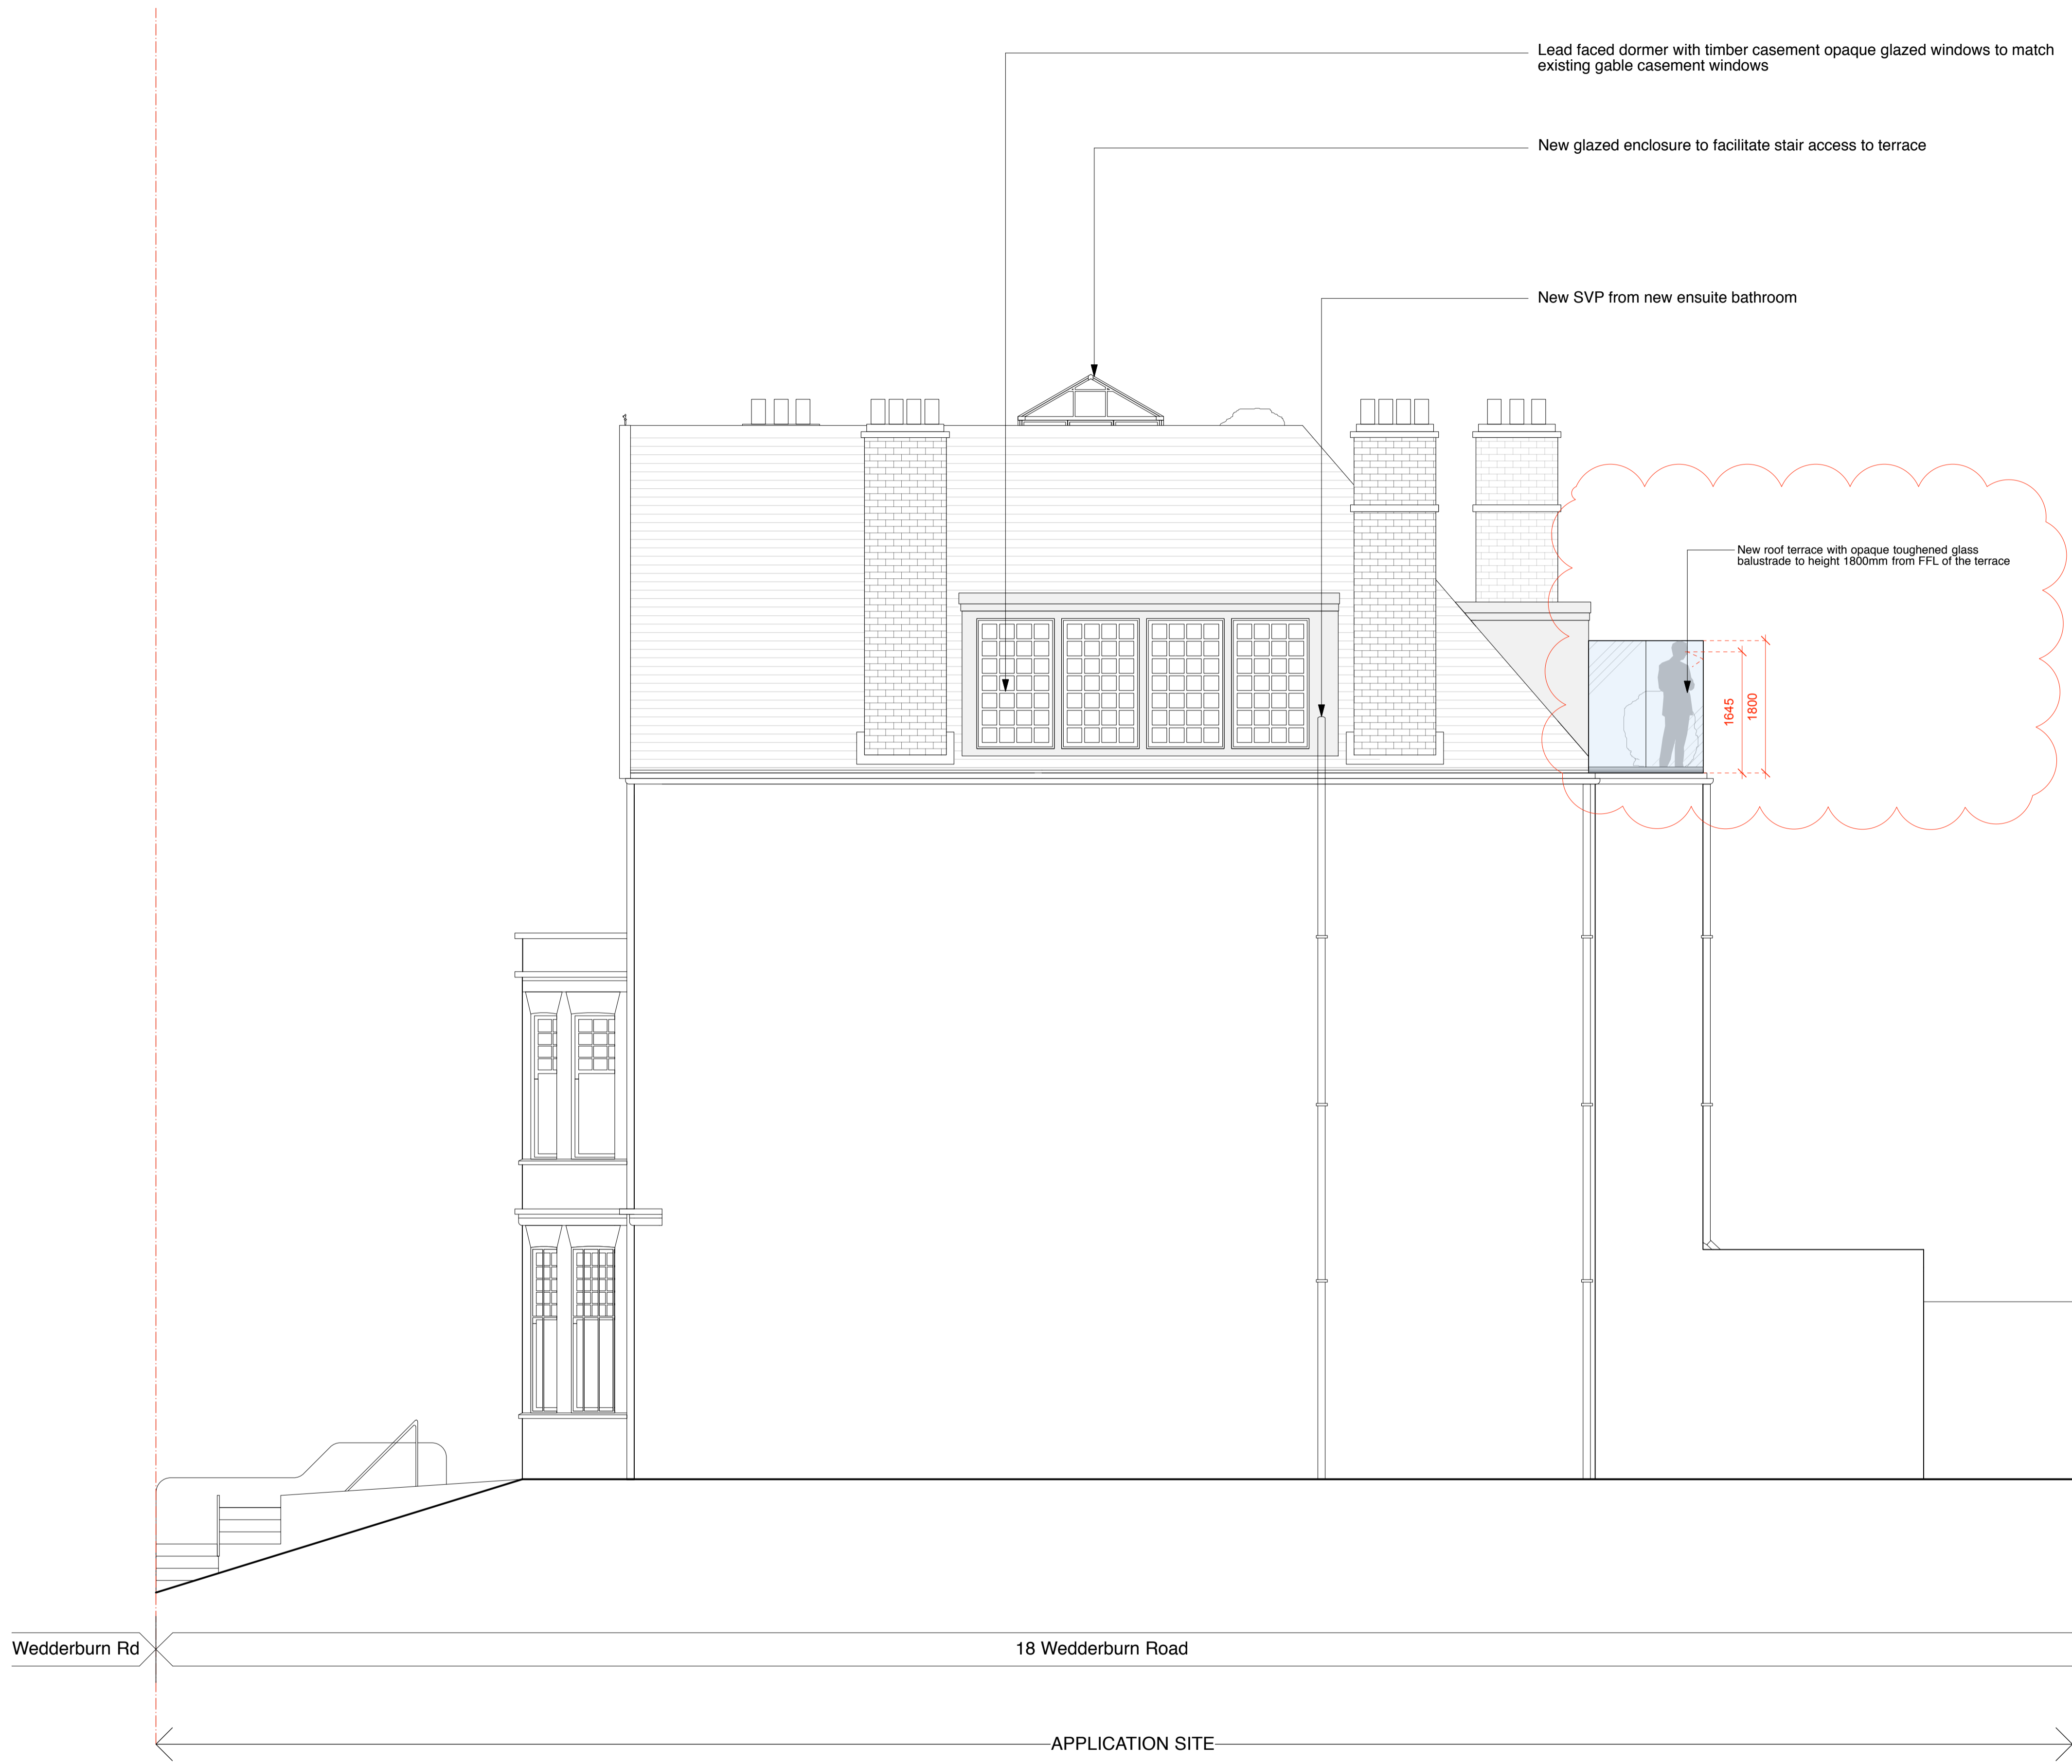 Lead faced dormer with timber casement opaque glazed windows to match
existing gable casement windows
New glazed enclosure to facilitate stair access to terrace
New SVP from new ensuite bathroom
New roof terrace with opaque toughened glass
balustrade to height 1800mm from FFL of the terrace
1645
1800
Wedderburn Rd
18 Wedderburn Road
APPLICATION SITE